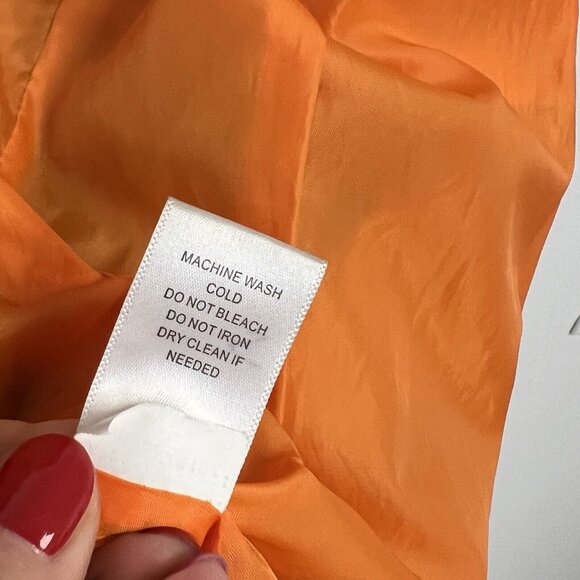 MACHINE WASH
COLD
DO NOT BLEACH
DO NOT IRON
DRY CLEAN IF
NEEDED